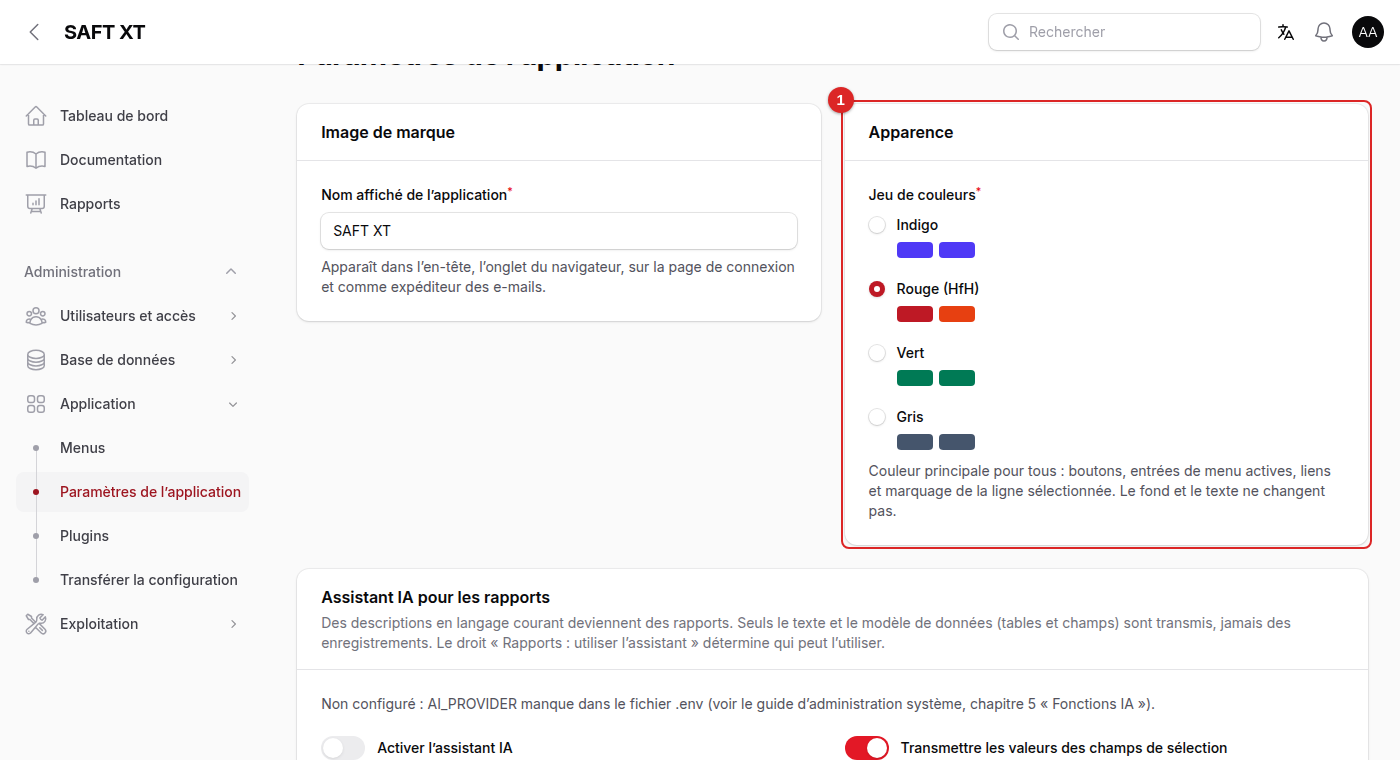 SAFT XT
Rechercher
AA
Paramètres de l'application
Tableau de bord
Documentation
Rapports
Administration
Utilisateurs et accès
Base de données
Application
Menus
Paramètres de l'application
Plugins
Transférer la configuration
Exploitation
Image de marque
Nom affiché de l'application*
SAFT XT
Apparaît dans l'en-tête, l'onglet du navigateur, sur la page de connexion
et comme expéditeur des e-mails.
1
Apparence
Jeu de couleurs*
Indigo
Rouge (HfH)
Vert
Gris
Couleur principale pour tous : boutons, entrées de menu actives, liens
et marquage de la ligne sélectionnée. Le fond et le texte ne changent
pas.
Assistant IA pour les rapports
Des descriptions en langage courant deviennent des rapports. Seuls le texte et le modèle de données (tables et champs) sont transmis, jamais des
enregistrements. Le droit « Rapports : utiliser l'assistant » détermine qui peut l'utiliser.
Non configuré : AI_PROVIDER manque dans le fichier .env (voir le guide d'administration système, chapitre 5 « Fonctions IA »).
Activer l'assistant IA
Transmettre les valeurs des champs de sélection